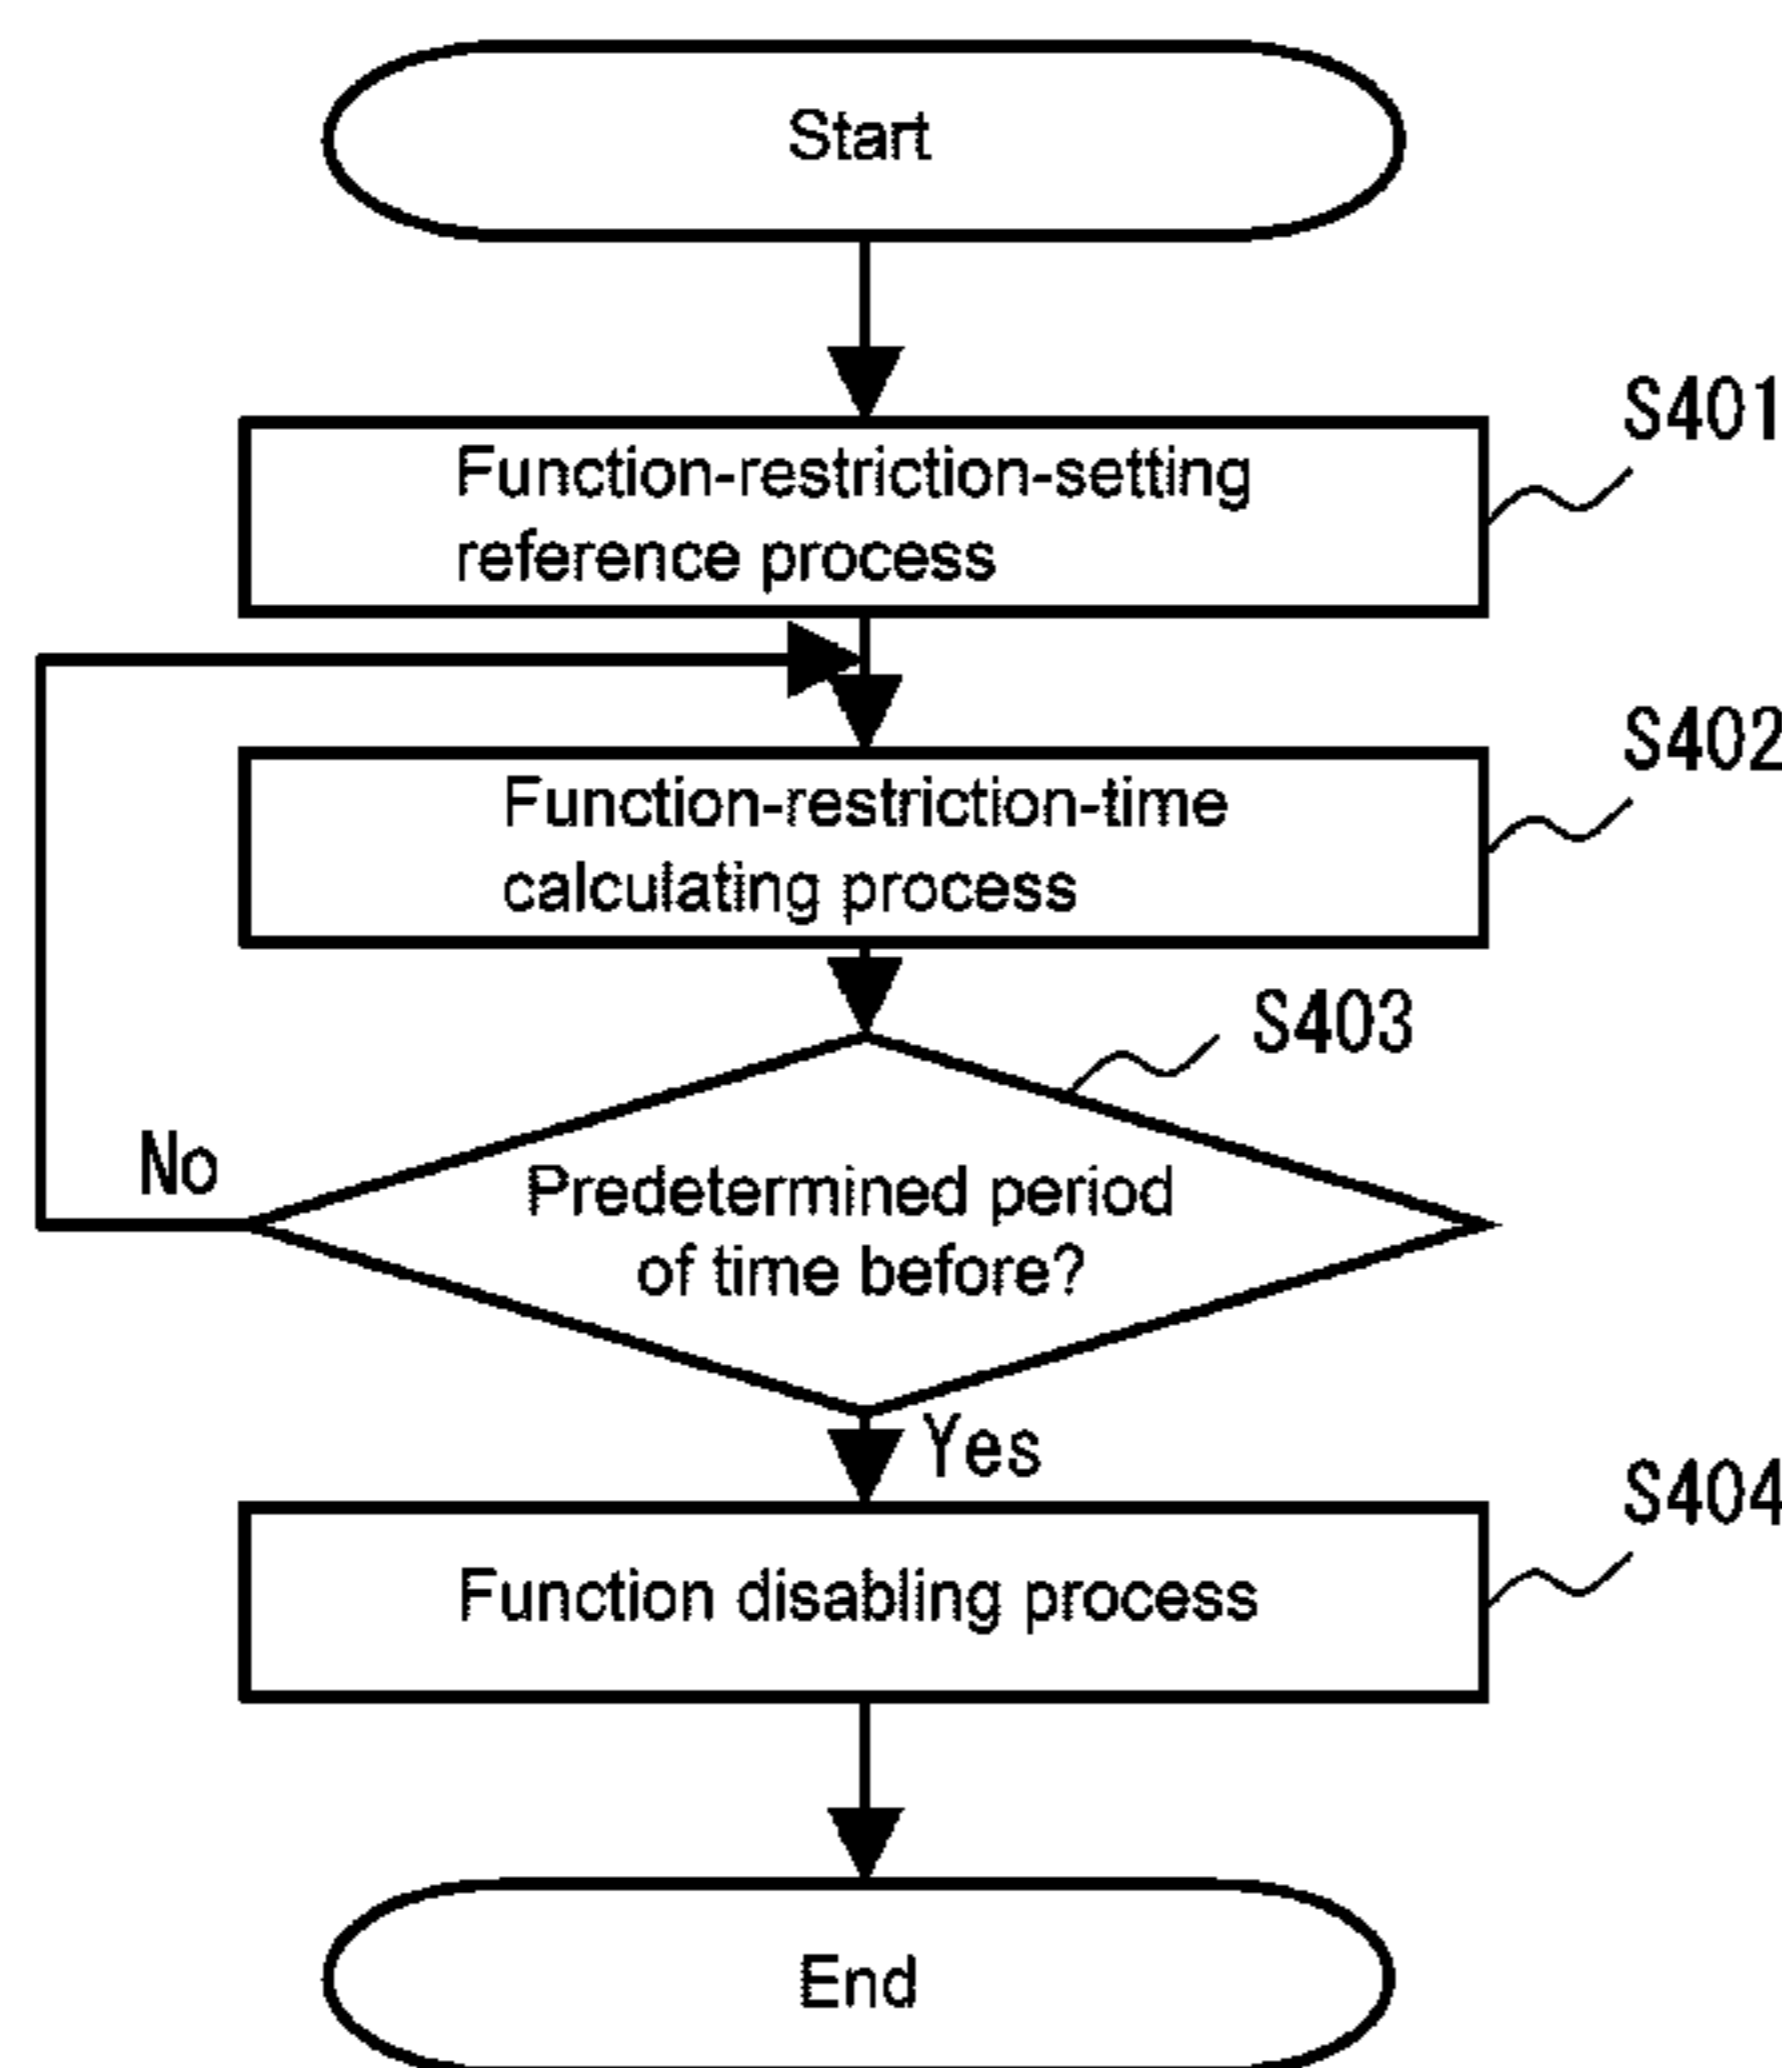 Start
S401
Function-restriction-setting
reference process
S402
Function-restriction-time
calculating process
S403
No
Predetermined period
of time before?
Yes
S404
Function disabling process
End